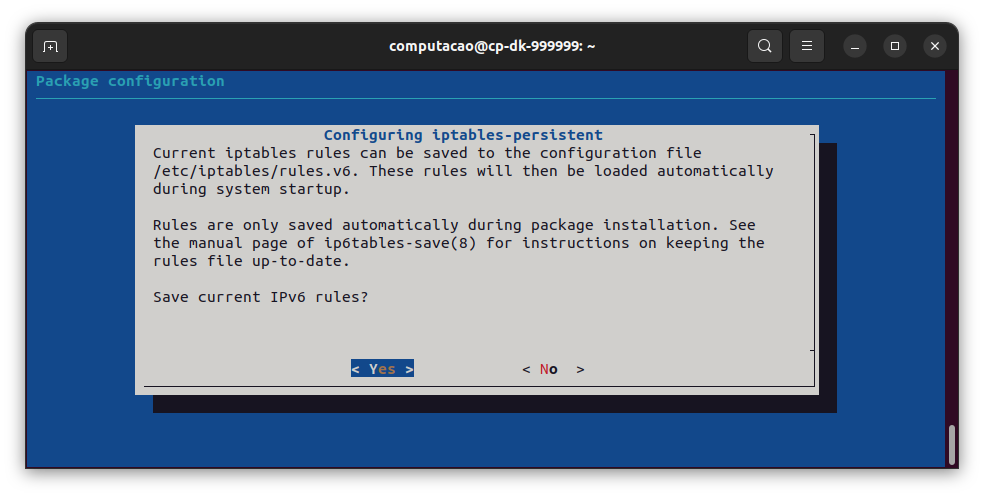 computacao@cp-dk-999999: ~
Package configuration
Configuring iptables-persistent
Current iptables rules can be saved to the configuration file
/etc/iptables/rules.v6. These rules will then be loaded automatically
during system startup.
Rules are only saved automatically during package installation. See
the manual page of ip6tables-save(8) for instructions on keeping the
rules file up-to-date.
Save current IPv6 rules?
< Yes > < No >